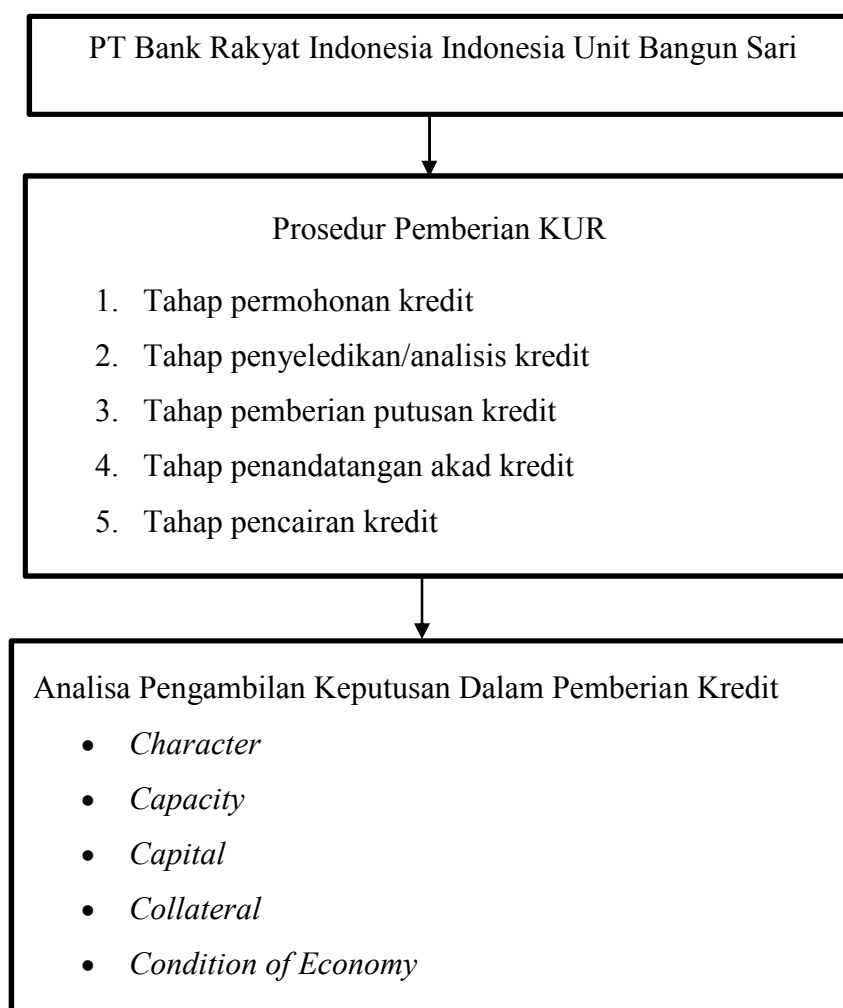 PT Bank Rakyat Indonesia Indonesia Unit Bangun Sari
Prosedur Pemberian KUR
1. Tahap permohonan kredit
2. Tahap penyeledikan/analisis kredit
3. Tahap pemberian putusan kredit
4. Tahap penandatangan akad kredit
5. Tahap pencairan kredit
Analisa Pengambilan Keputusan Dalam Pemberian Kredit
• Character
• Capacity
• Capital
• Collateral
• Condition of Economy